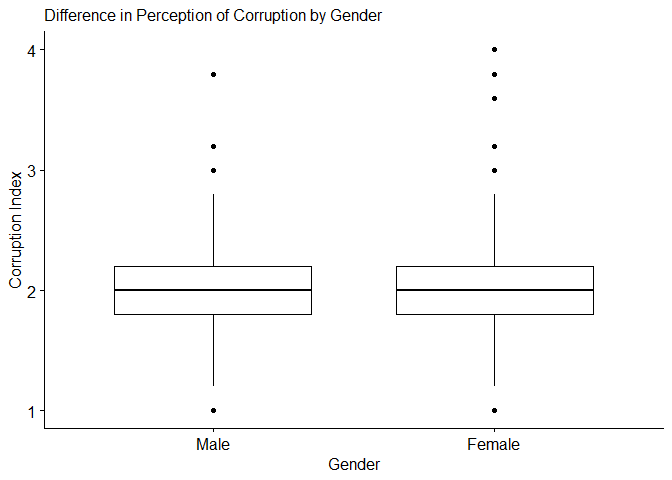 Difference in Perception of Corruption by Gender
4
3
2
1
Corruption Index
Male Female
Gender